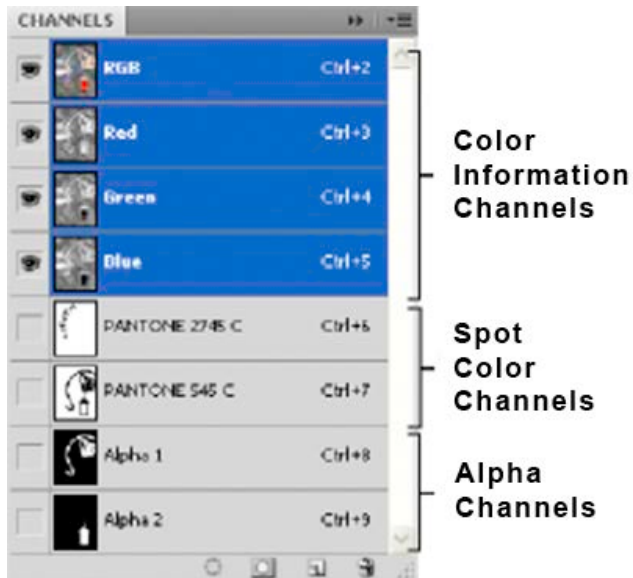 CHANNELS
RGB Ctrl+2
Red Ctrl+3
Green Ctrl+4
Blue Ctrl+5
Color
Information
Channels
PANTONE 2745 C Ctrl+6
PANTONE 545 C Ctrl+7
Spot
Color
Channels
Alpha 1 Ctrl+8
Alpha 2 Ctrl+9
Alpha
Channels